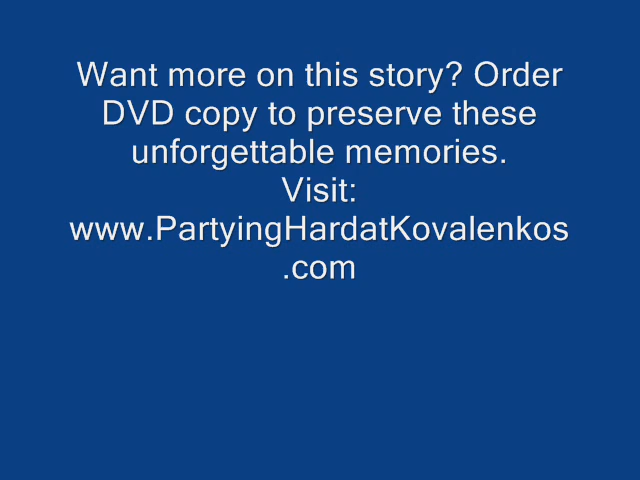 Want more on this story? Order
DVD copy to preserve these
unforgettable memories.
Visit:
www.PartyingHardatKovalenkos
.com